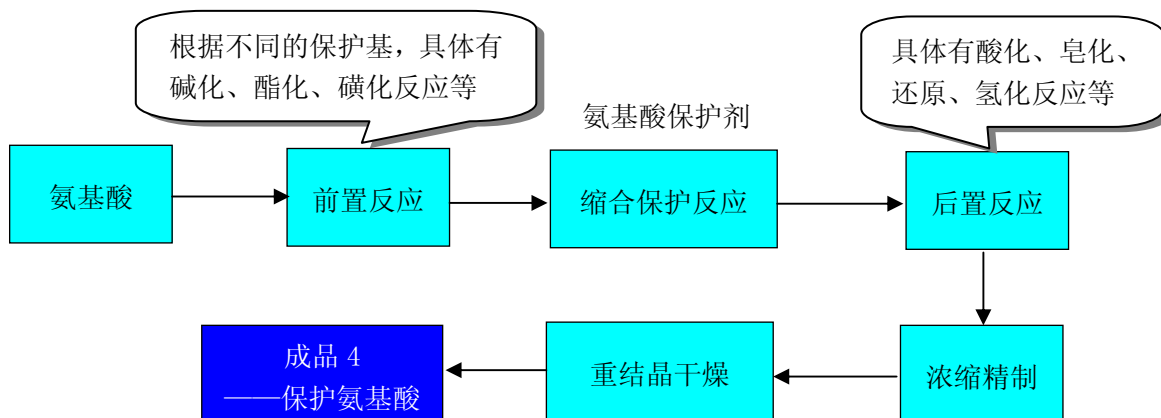 根据不同的保护基，具体有
碱化、酯化、磺化反应等
具体有酸化、皂化、
还原、氢化反应等
氨基酸保护剂
氨基酸
前置反应
缩合保护反应
后置反应
成品 4
——保护氨基酸
重结晶干燥
浓缩精制